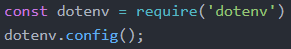 const dotenv = require('dotenv')
dotenv.config();